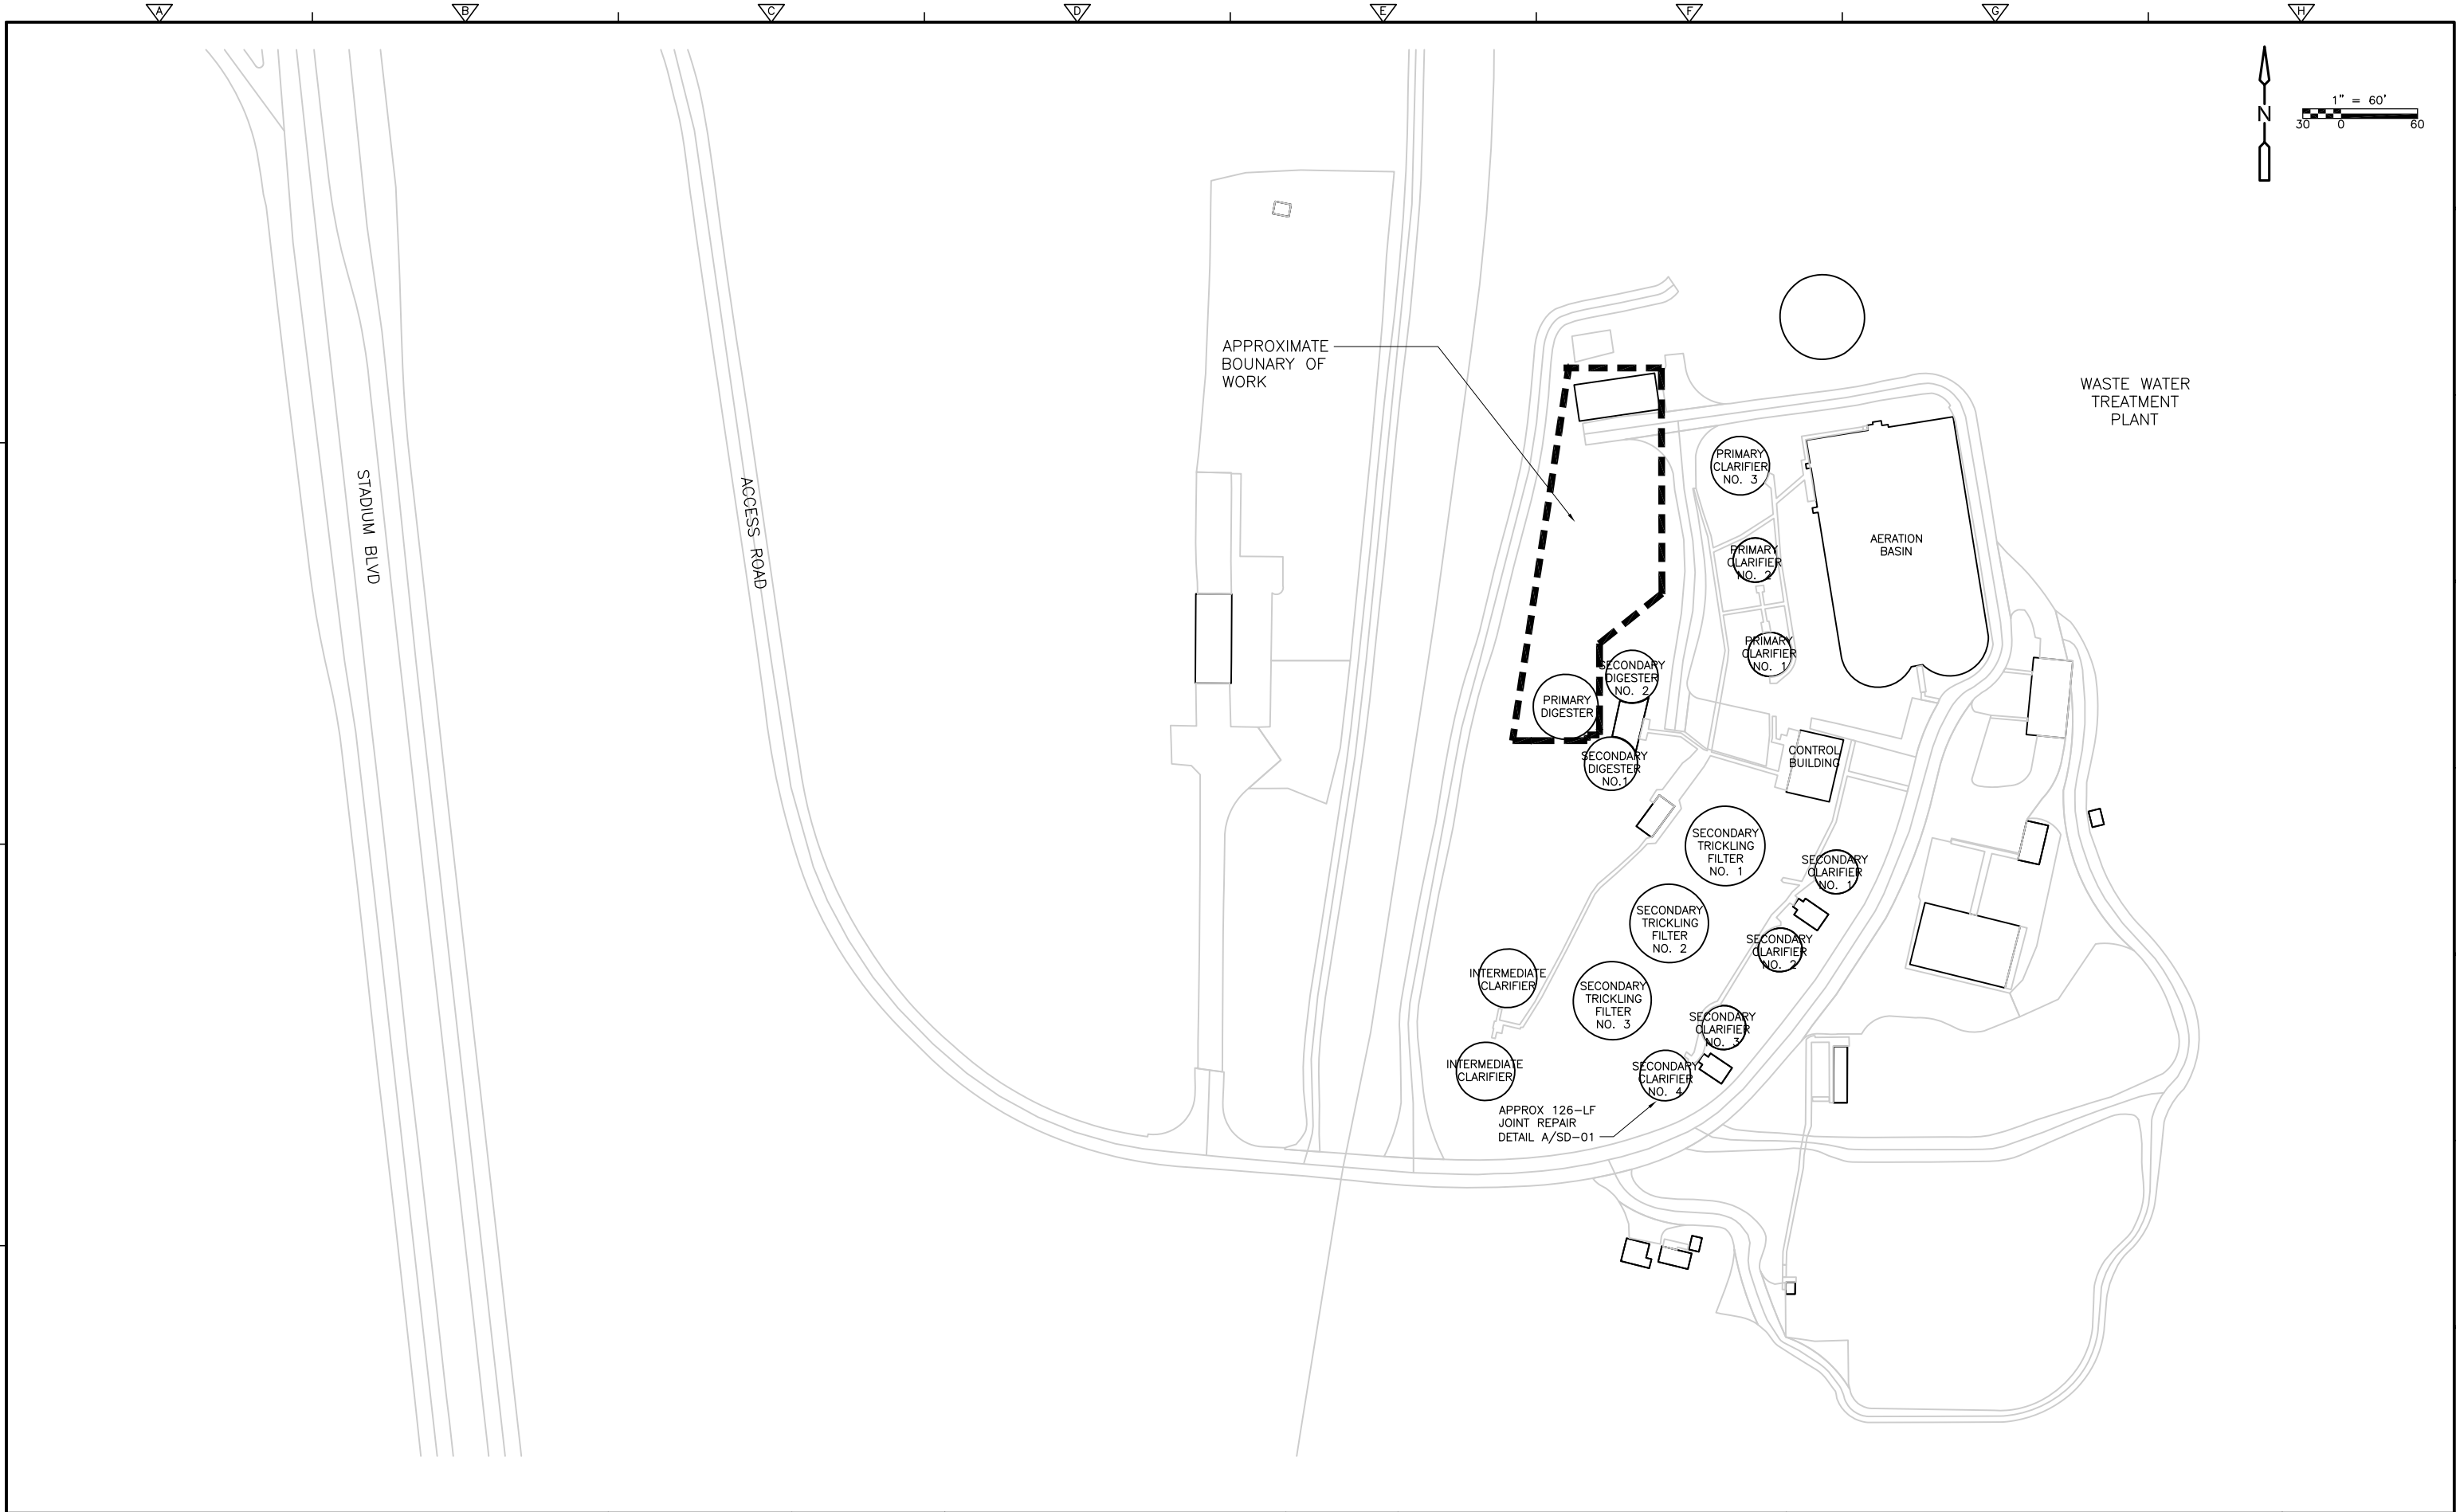 A
B
C
D
E
F
G
H
N
1" = 60'
30 0 60
APPROXIMATE
BOUNARY OF
WORK
WASTE WATER
TREATMENT
PLANT
STADIUM BLVD
ACCESS ROAD
PRIMARY
CLARIFIER
NO. 3
AERATION
BASIN
PRIMARY
CLARIFIER
NO. 2
PRIMARY
CLARIFIER
NO. 1
SECONDARY
DIGESTER
NO. 2
PRIMARY
DIGESTER
SECONDARY
DIGESTER
NO.1
CONTROL
BUILDING
SECONDARY
TRICKLING
FILTER
NO. 1
SECONDARY
CLARIFIER
NO. 1
SECONDARY
TRICKLING
FILTER
NO. 2
SECONDARY
CLARIFIER
NO. 2
INTERMEDIATE
CLARIFIER
SECONDARY
TRICKLING
FILTER
NO. 3
SECONDARY
CLARIFIER
NO. 3
INTERMEDIATE
CLARIFIER
SECONDARY
CLARIFIER
NO. 4
APPROX 126-LF
JOINT REPAIR
DETAIL A/SD-01